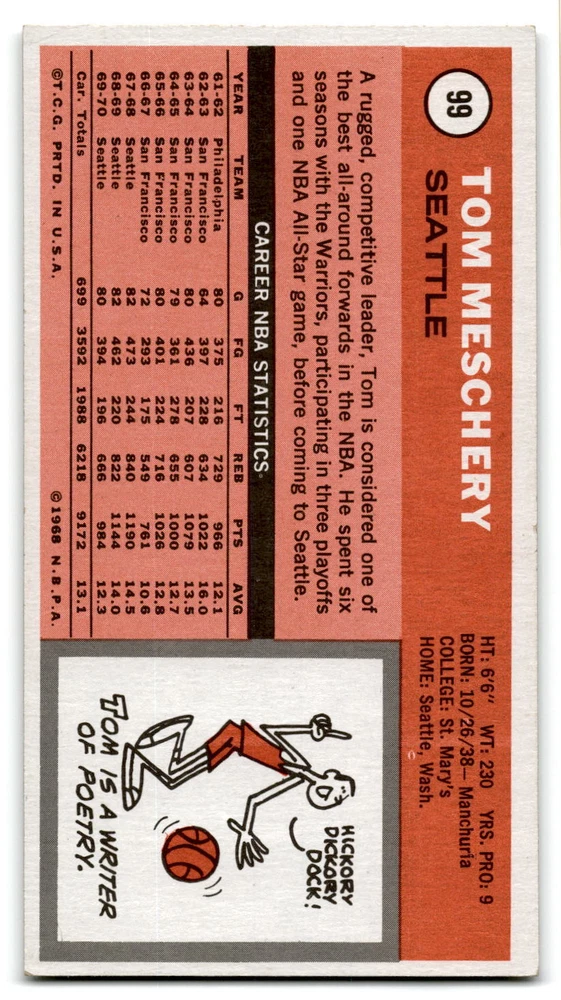 99
TOM MESCHERY
SEATTLE
HT: 6'6" WT: 230 YRS. PRO: 9
BORN: 10/26/38— Manchuria
COLLEGE: St. Mary's
HOME: Seattle, Wash.
A rugged, competitive leader, Tom is considered one of
the best all-around forwards in the NBA. He spent six
seasons with the Warriors, participating in three playoffs
and one NBA All-Star game, before coming to Seattle.
CAREER NBA STATISTICS
YEAR TEAM G FG FT REB PTS AVG
61-62 Philadelphia 80 375 216 729 966 12.1
62-63 San Francisco 64 397 228 634 1022 16.0
63-64 San Francisco 80 436 207 607 1079 13.5
64-65 San Francisco 79 361 278 655 1000 12.7
65-66 San Francisco 80 401 224 716 1026 12.8
66-67 San Francisco 72 293 175 549 761 10.6
67-68 Seattle 82 473 244 840 1190 14.5
68-69 Seattle 82 462 220 822 1144 14.0
69-70 Seattle 80 394 196 666 984 12.3
Car. Totals 699 3592 1988 6218 9172 13.1
©T.C.G. PRTD. IN U.S.A. ©1968 N.B.P.A.
HICKORY
DICKORY
DOCK!
TOM IS A WRITER
OF POETRY.